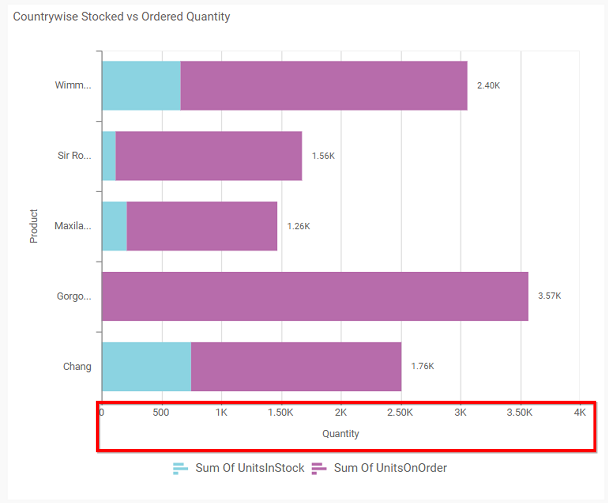 Countrywise Stocked vs Ordered Quantity
Product
Wimm...
2.40K
Sir Ro...
1.56K
Maxila...
1.26K
Gorgo...
3.57K
Chang
1.76K
0 500 1K 1.50K 2K 2.50K 3K 3.50K 4K
Quantity
Sum Of UnitsInStock Sum Of UnitsOnOrder